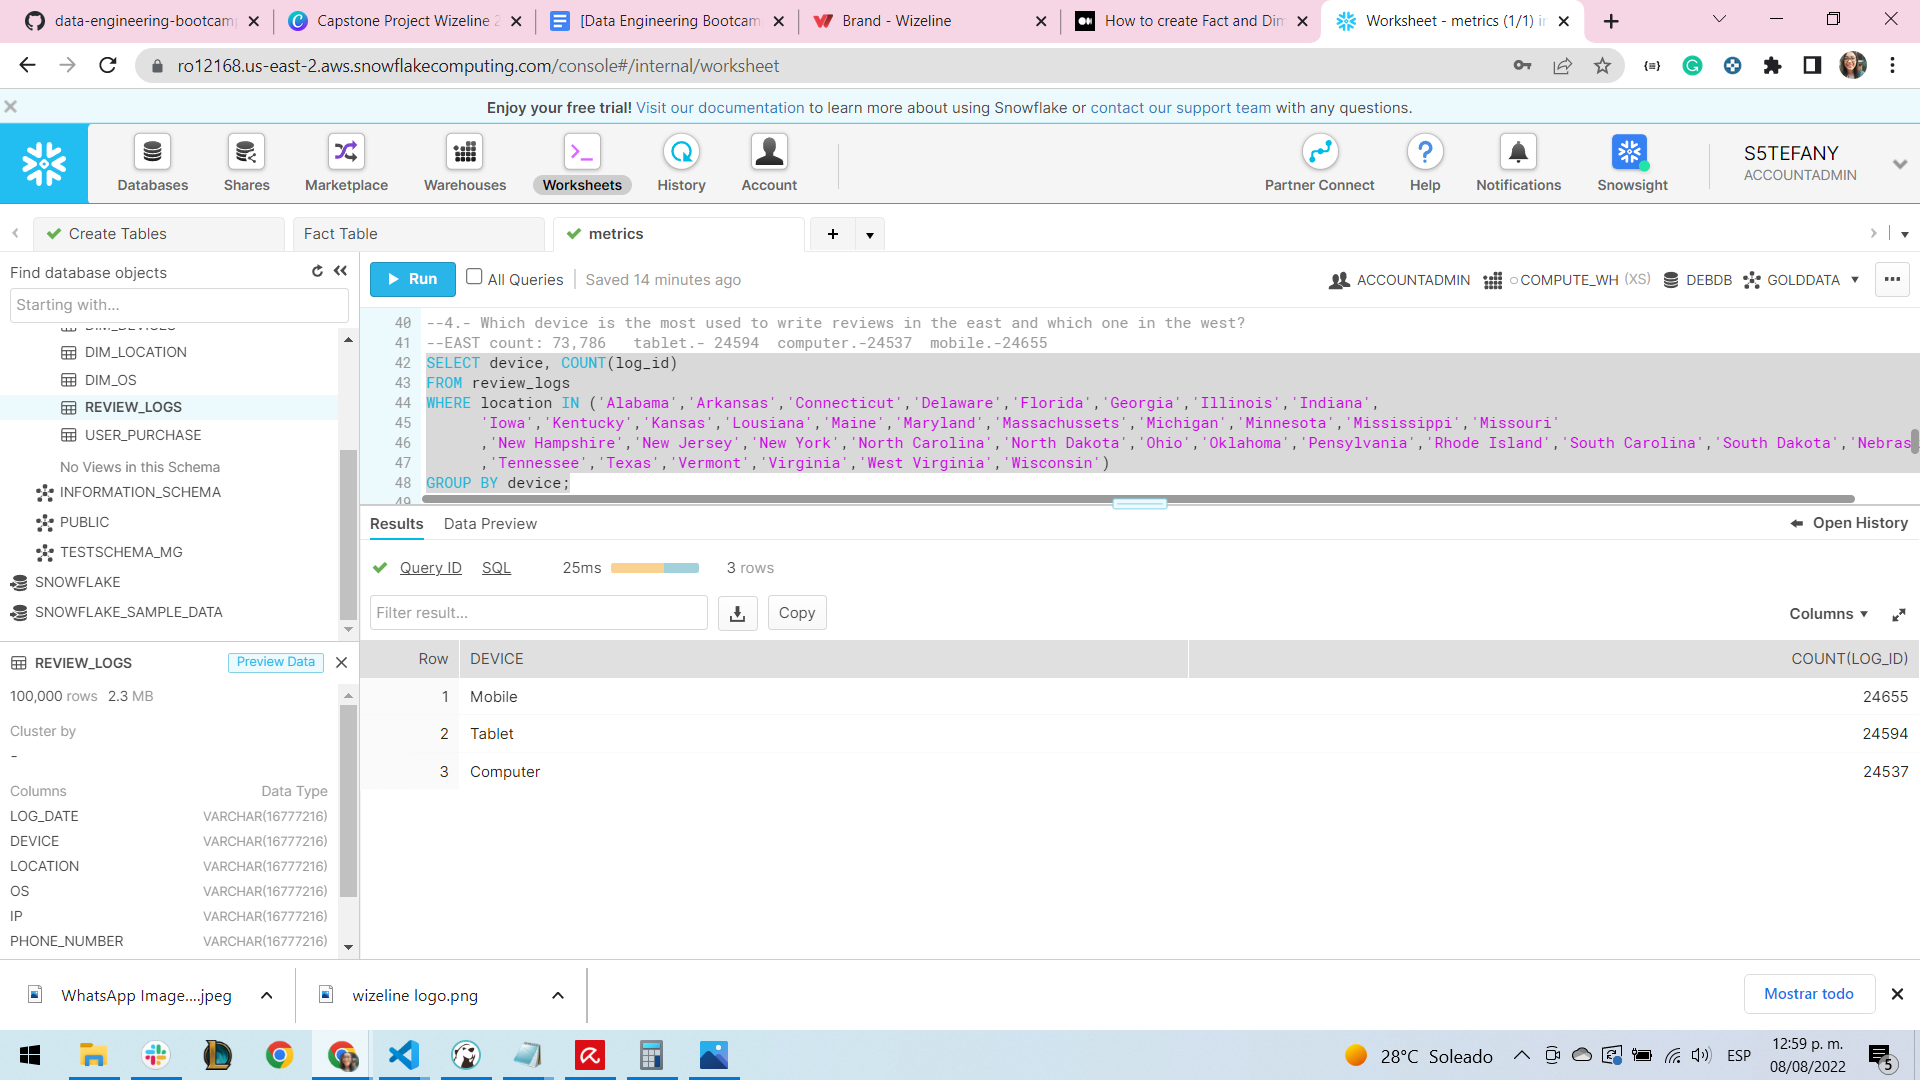 data-engineering-bootcam
Capstone Project Wizeline 2
[Data Engineering Bootcam
Brand - Wizeline
How to create Fact and Dim
Worksheet - metrics (1/1) in
ro12168.us-east-2.aws.snowflakecomputing.com/console#/internal/worksheet
Enjoy your free trial! Visit our documentation to learn more about using Snowflake or contact our support team with any questions.
Databases
Shares
Marketplace
Warehouses
Worksheets
History
Account
Partner Connect
Help
Notifications
Snowsight
S5TEFANY
ACCOUNTADMIN
Create Tables
Fact Table
metrics
Find database objects
Starting with...
Run
All Queries
Saved 14 minutes ago
ACCOUNTADMIN
COMPUTE_WH (XS)
DEBDB
GOLDDATA
DIM_DEVICES
DIM_LOCATION
DIM_OS
REVIEW_LOGS
USER_PURCHASE
No Views in this Schema
INFORMATION_SCHEMA
PUBLIC
TESTSCHEMA_MG
SNOWFLAKE
SNOWFLAKE_SAMPLE_DATA
40 --4.- Which device is the most used to write reviews in the east and which one in the west?
41 --EAST count: 73,786 tablet.- 24594 computer.-24537 mobile.-24655
42 SELECT device, COUNT(log_id)
43 FROM review_logs
44 WHERE location IN ('Alabama','Arkansas','Connecticut','Delaware','Florida','Georgia','Illinois','Indiana',
45 'Iowa','Kentucky','Kansas','Lousiana','Maine','Maryland','Massachussets','Michigan','Minnesota','Mississippi','Missouri'
46 ,'New Hampshire','New Jersey','New York','North Carolina','North Dakota','Ohio','Oklahoma','Pensylvania','Rhode Island','South Carolina','South Dakota','Nebras
47 ,'Tennessee','Texas','Vermont','Virginia','West Virginia','Wisconsin')
48 GROUP BY device;
49
Results
Data Preview
Open History
Query ID
SQL
25ms
3 rows
Filter result...
Copy
Columns
Row DEVICE COUNT(LOG_ID)
1 Mobile 24655
2 Tablet 24594
3 Computer 24537
REVIEW_LOGS
Preview Data
100,000 rows 2.3 MB
Cluster by
-
Columns Data Type
LOG_DATE VARCHAR(16777216)
DEVICE VARCHAR(16777216)
LOCATION VARCHAR(16777216)
OS VARCHAR(16777216)
IP VARCHAR(16777216)
PHONE_NUMBER VARCHAR(16777216)
WhatsApp Image....jpeg
wizeline logo.png
Mostrar todo
28°C Soleado
ESP
12:59 p. m.
08/08/2022
5